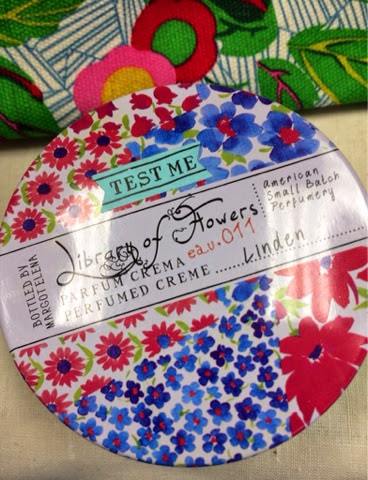 TEST ME
Library of Flowers
PARFUM CREMA eau.011
PERFUMED CREME
Linden
american
Small Batch
Perfumery
BOTTLED BY
MARGOT ELENA